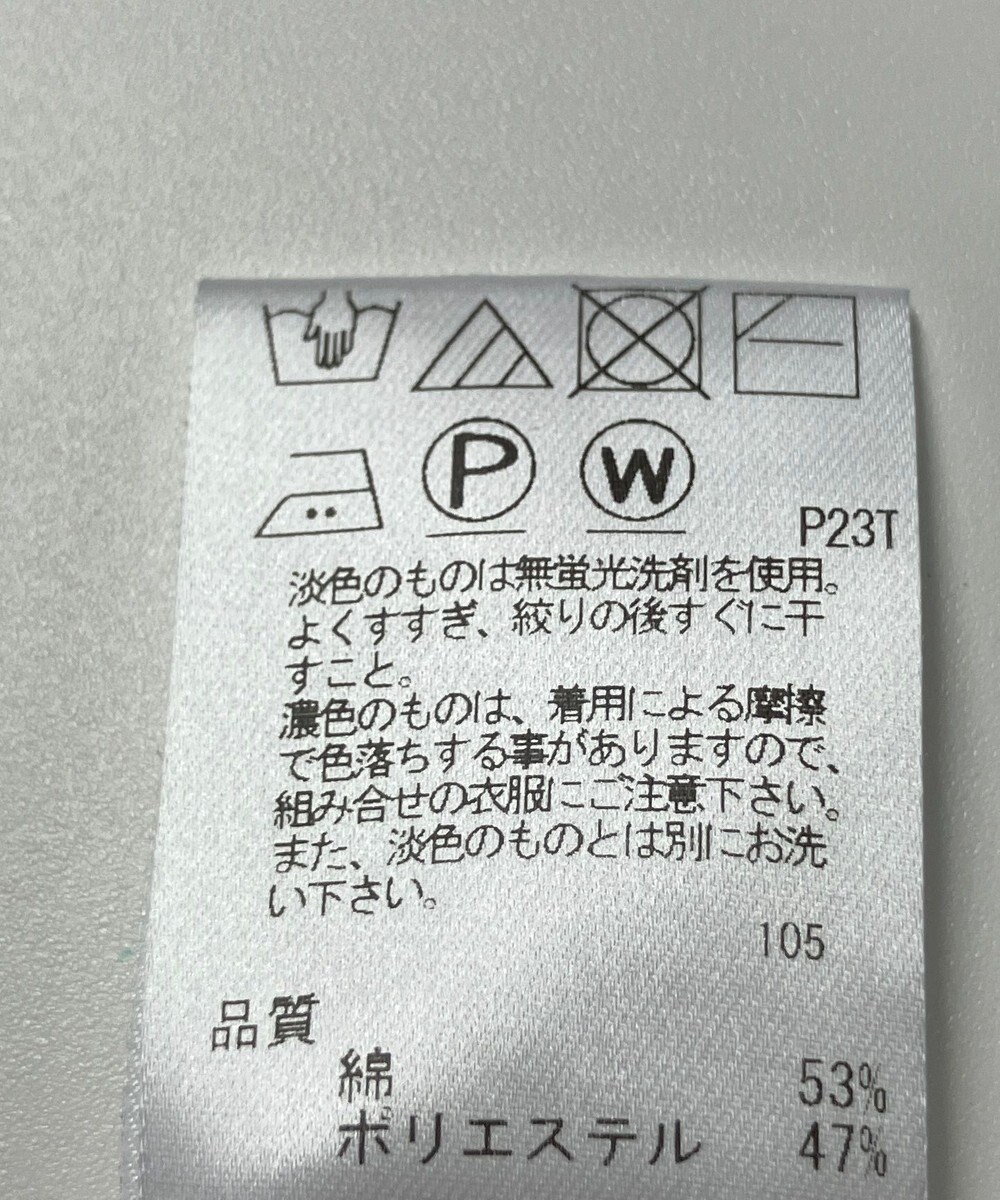 P W
P23T
淡色のものは無蛍光洗剤を使用。
よくすすぎ、絞りの後すぐに干
すこと。
濃色のものは、着用による摩擦
で色落ちする事がありますので、
組み合せの衣服にご注意下さい。
また、淡色のものとは別にお洗
い下さい。
105
品質
綿 53%
ポリエステル 47%